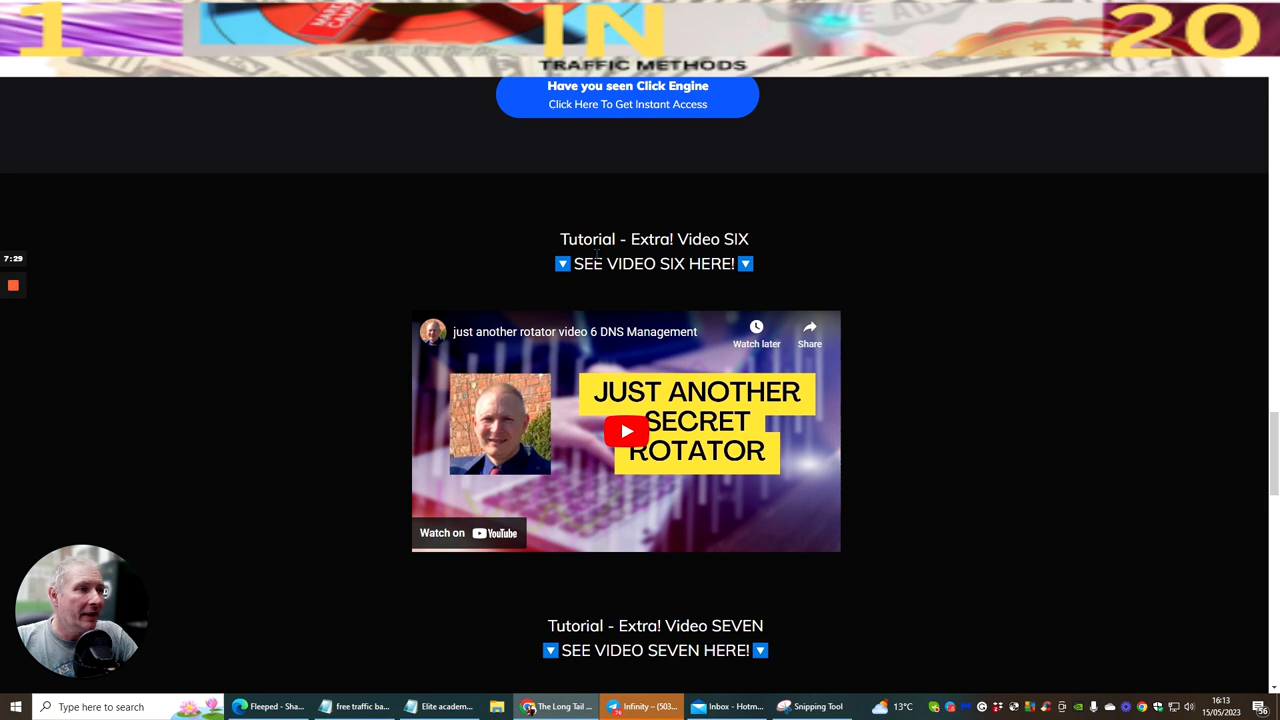 1 IN 20
TRAFFIC METHODS
Have you seen Click Engine
Click Here To Get Instant Access
Tutorial - Extra! Video SIX
SEE VIDEO SIX HERE!
7:29
just another rotator video 6 DNS Management
Watch later
Share
JUST ANOTHER
SECRET
ROTATOR
Watch on YouTube
Tutorial - Extra! Video SEVEN
SEE VIDEO SEVEN HERE!
Type here to search
Fleeped - Sha...
free traffic ba...
Elite academ...
The Long Tail ...
Infinity – (503...
Inbox - Hotm...
Snipping Tool
13°C
16:13
15/05/2023